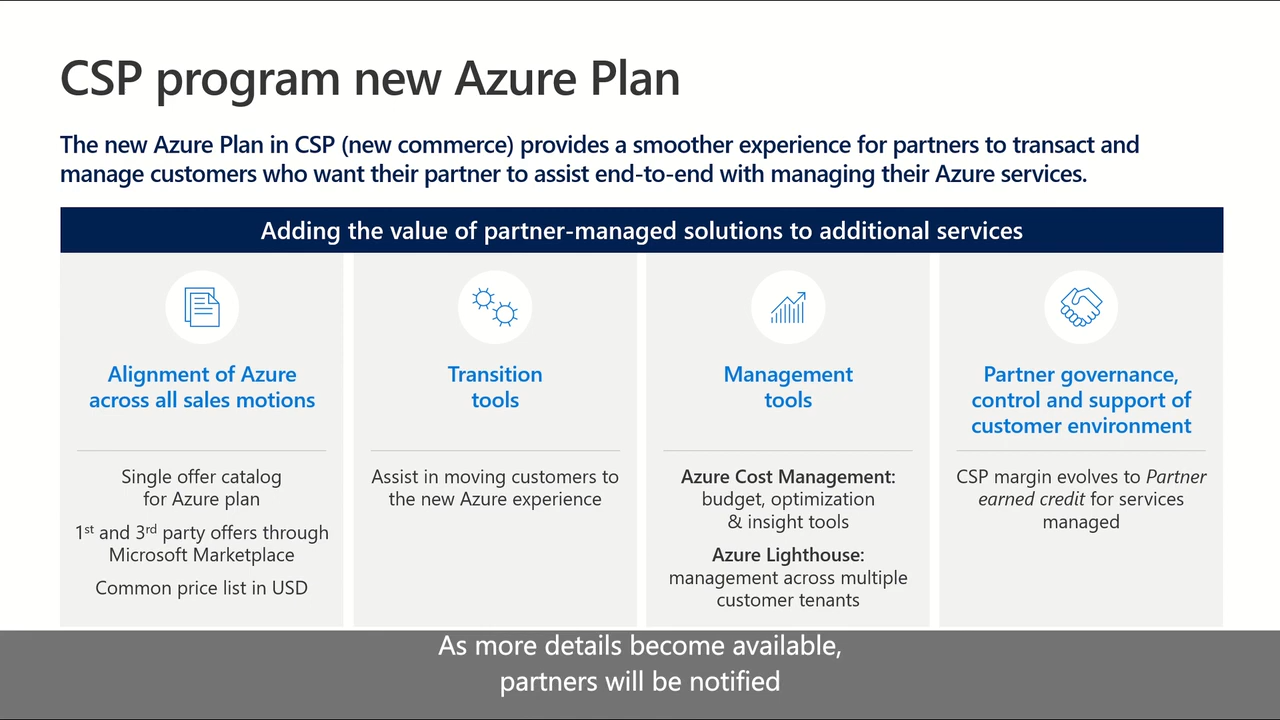 CSP program new Azure Plan
The new Azure Plan in CSP (new commerce) provides a smoother experience for partners to transact and
manage customers who want their partner to assist end-to-end with managing their Azure services.
Adding the value of partner-managed solutions to additional services
Alignment of Azure
across all sales motions
Single offer catalog
for Azure plan
1st and 3rd party offers through
Microsoft Marketplace
Common price list in USD
Transition
tools
Assist in moving customers to
the new Azure experience
Management
tools
Azure Cost Management:
budget, optimization
& insight tools
Azure Lighthouse:
management across multiple
customer tenants
Partner governance,
control and support of
customer environment
CSP margin evolves to Partner
earned credit for services
managed
As more details become available,
partners will be notified